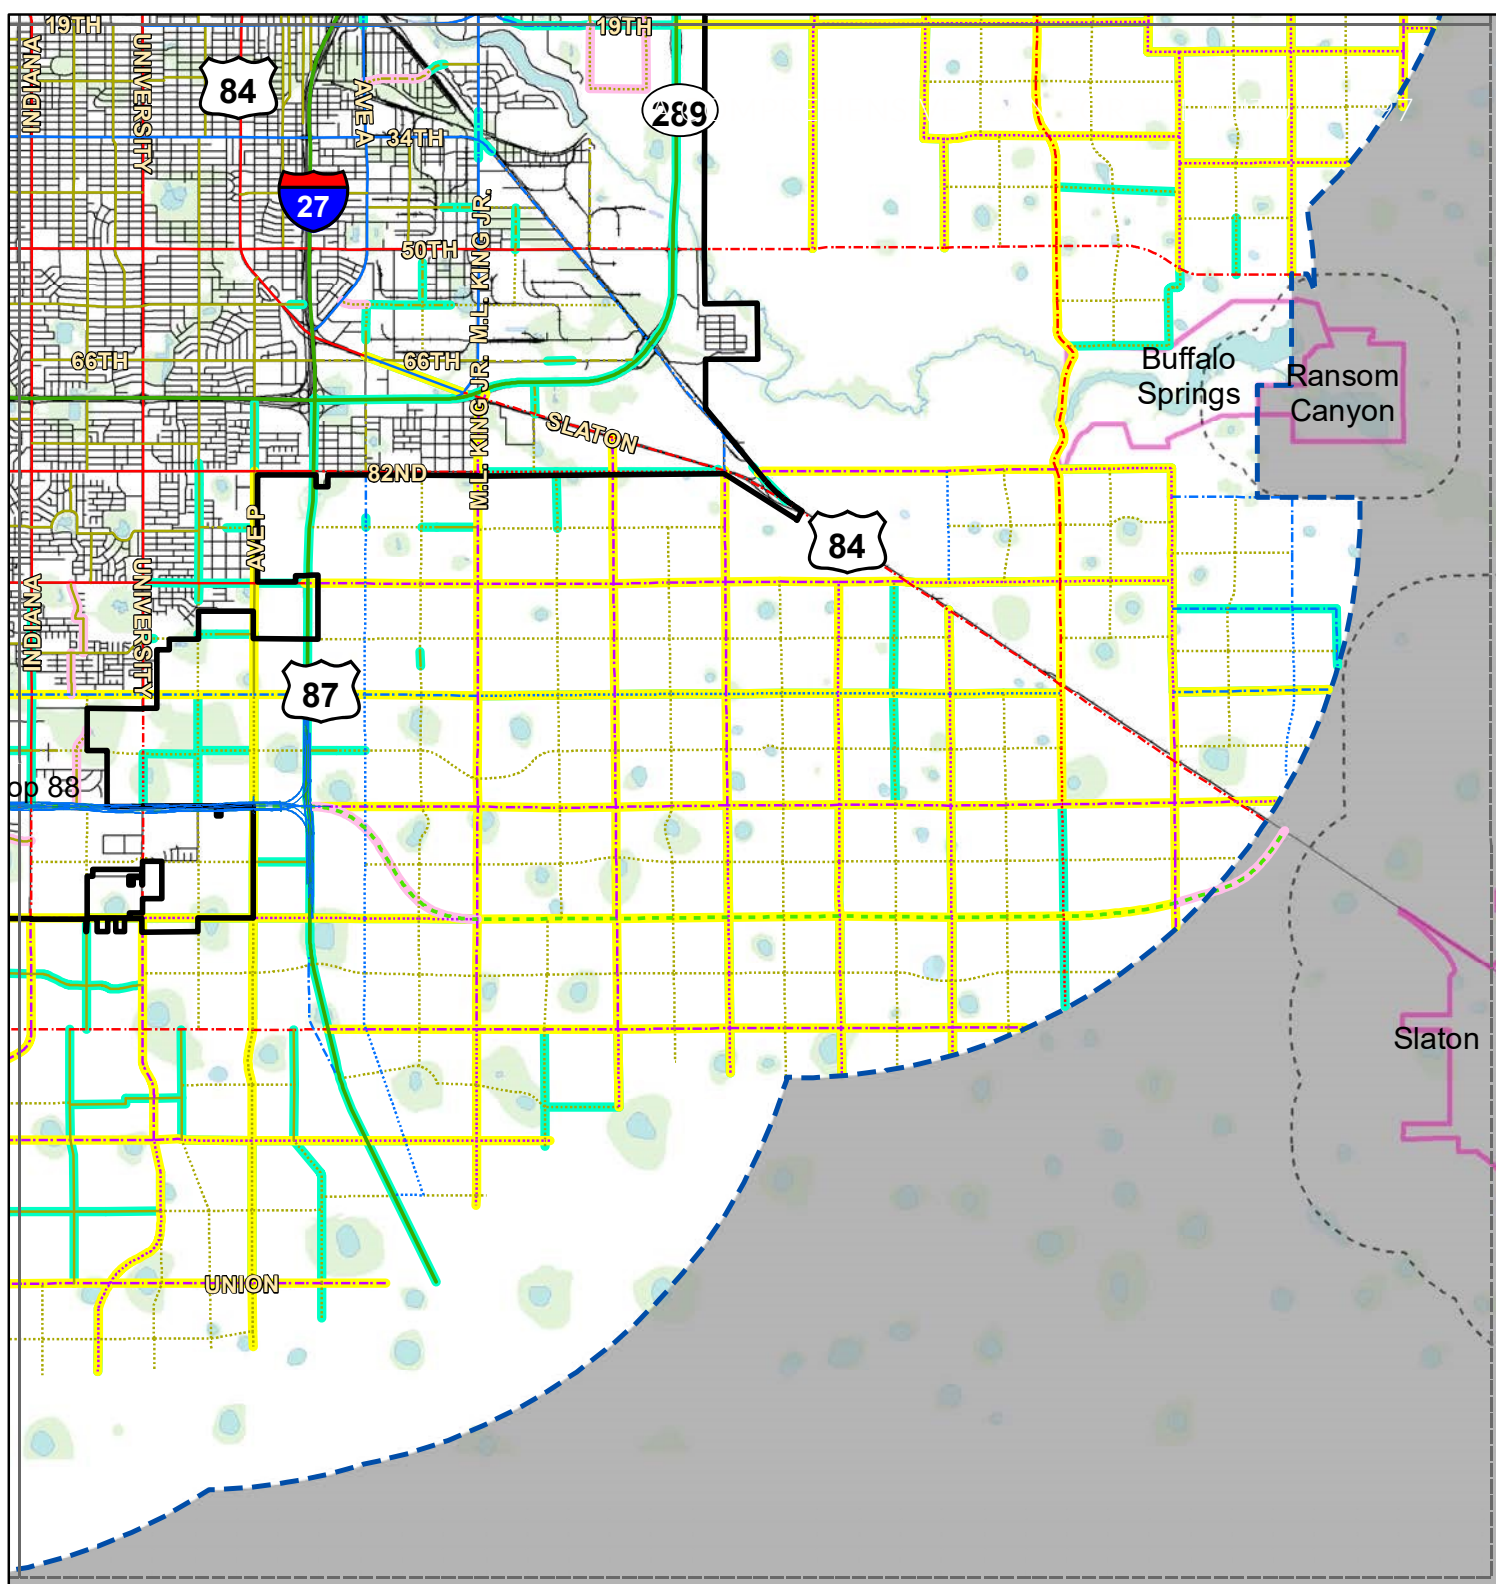 19TH
19TH
INDIANA
UNIVERSITY
84
AVE A
289
34TH
27
50TH
M.L. KING JR.
M.L. KING JR.
66TH
66TH
Buffalo
Springs
Ransom
Canyon
SLATON
82ND
84
AVE P
INDIANA
UNIVERSITY
87
op 88
Slaton
UNION